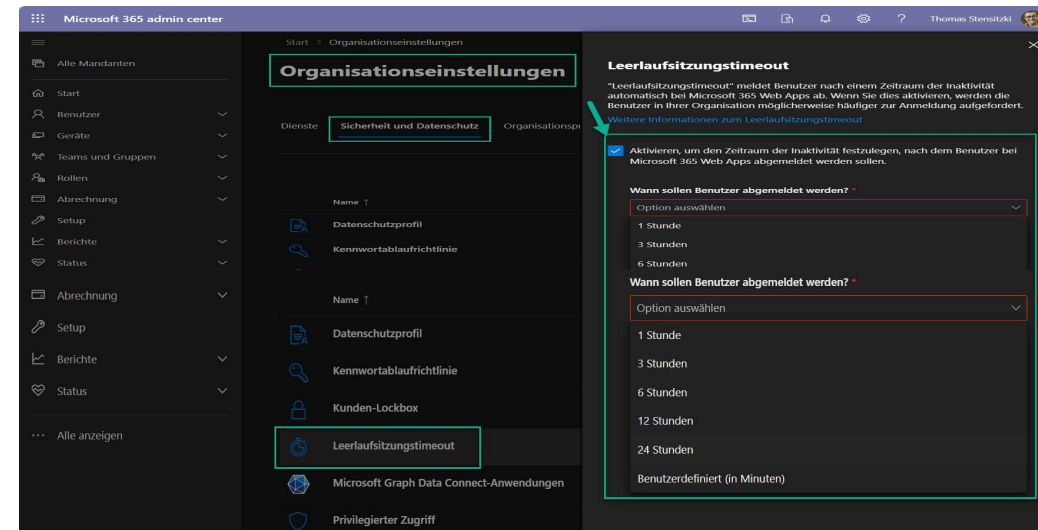 Microsoft 365 admin center
Thomas Stensitzki
Alle Mandanten
Start
Benutzer
Geräte
Teams und Gruppen
Rollen
Abrechnung
Setup
Berichte
Status
Abrechnung
Setup
Berichte
Status
Alle anzeigen
Start > Organisationseinstellungen
Organisationseinstellungen
Dienste Sicherheit und Datenschutz Organisationspr
Name ↑
Datenschutzprofil
Kennwortablaufrichtlinie
Name ↑
Datenschutzprofil
Kennwortablaufrichtlinie
Kunden-Lockbox
Leerlaufsitzungstimeout
Microsoft Graph Data Connect-Anwendungen
Privilegierter Zugriff
Leerlaufsitzungstimeout
"Leerlaufsitzungstimeout" meldet Benutzer nach einem Zeitraum der Inaktivität
automatisch bei Microsoft 365 Web Apps ab. Wenn Sie dies aktivieren, werden die
Benutzer in Ihrer Organisation möglicherweise häufiger zur Anmeldung aufgefordert.
Weitere Informationen zum Leerlaufsitzungstimeout
Aktivieren, um den Zeitraum der Inaktivität festzulegen, nach dem Benutzer bei
Microsoft 365 Web Apps abgemeldet werden sollen.
Wann sollen Benutzer abgemeldet werden? *
Option auswählen
1 Stunde
3 Stunden
6 Stunden
Wann sollen Benutzer abgemeldet werden? *
Option auswählen
1 Stunde
3 Stunden
6 Stunden
12 Stunden
24 Stunden
Benutzerdefiniert (in Minuten)